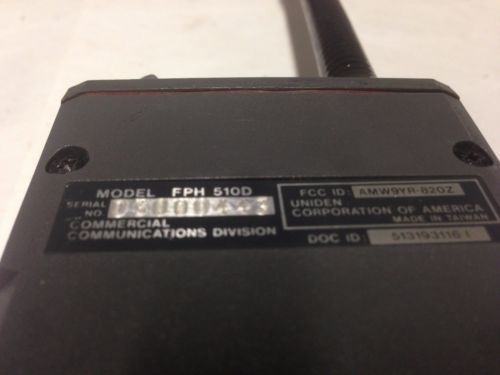 MODEL FPH 510D
SERIAL NO.
COMMERCIAL
COMMUNICATIONS DIVISION
FCC ID: AMW9YR-820Z
UNIDEN
CORPORATION OF AMERICA
MADE IN TAIWAN
DOC ID: 513193116 I